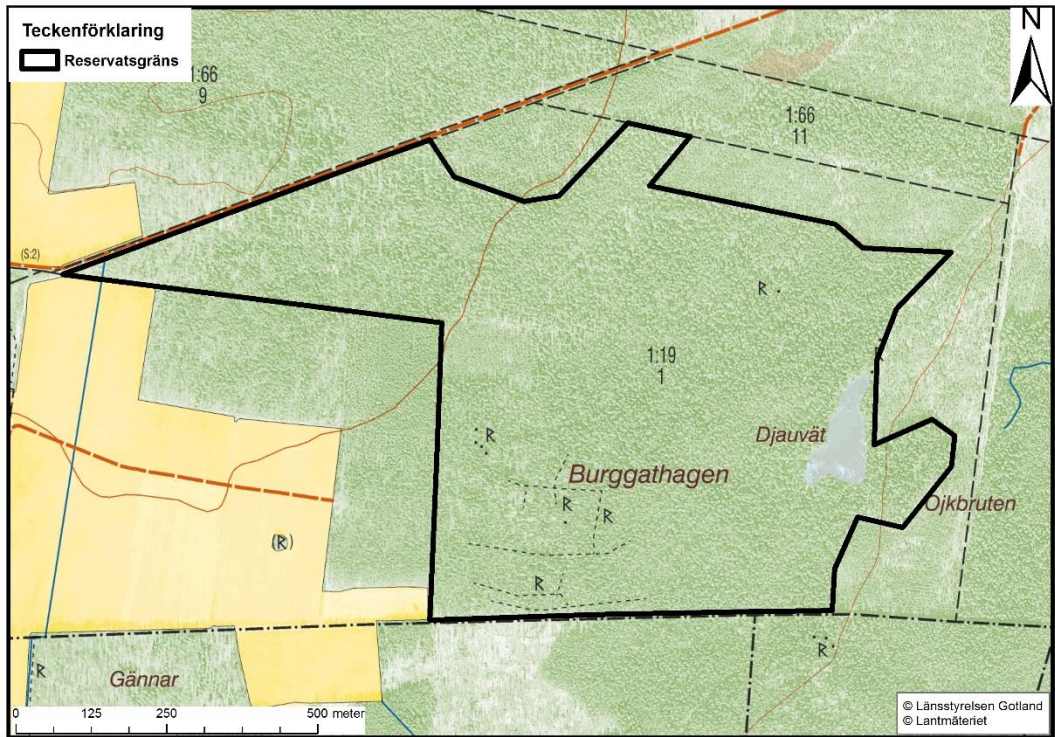 Teckenförklaring
Reservatsgräns
N
1:66
9
1:66
11
(S:2)
R
R
1:19
1
R
Djauvät
Burggathagen
R
R
Ojkbruten
(R)
R
R
R
Gännar
0 125 250 500 meter
© Länsstyrelsen Gotland
© Lantmäteriet